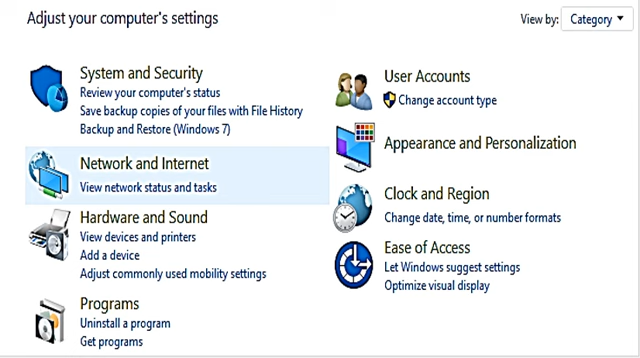 Adjust your computer's settings
View by: Category
System and Security
Review your computer's status
Save backup copies of your files with File History
Backup and Restore (Windows 7)
Network and Internet
View network status and tasks
Hardware and Sound
View devices and printers
Add a device
Adjust commonly used mobility settings
Programs
Uninstall a program
Get programs
User Accounts
Change account type
Appearance and Personalization
Clock and Region
Change date, time, or number formats
Ease of Access
Let Windows suggest settings
Optimize visual display